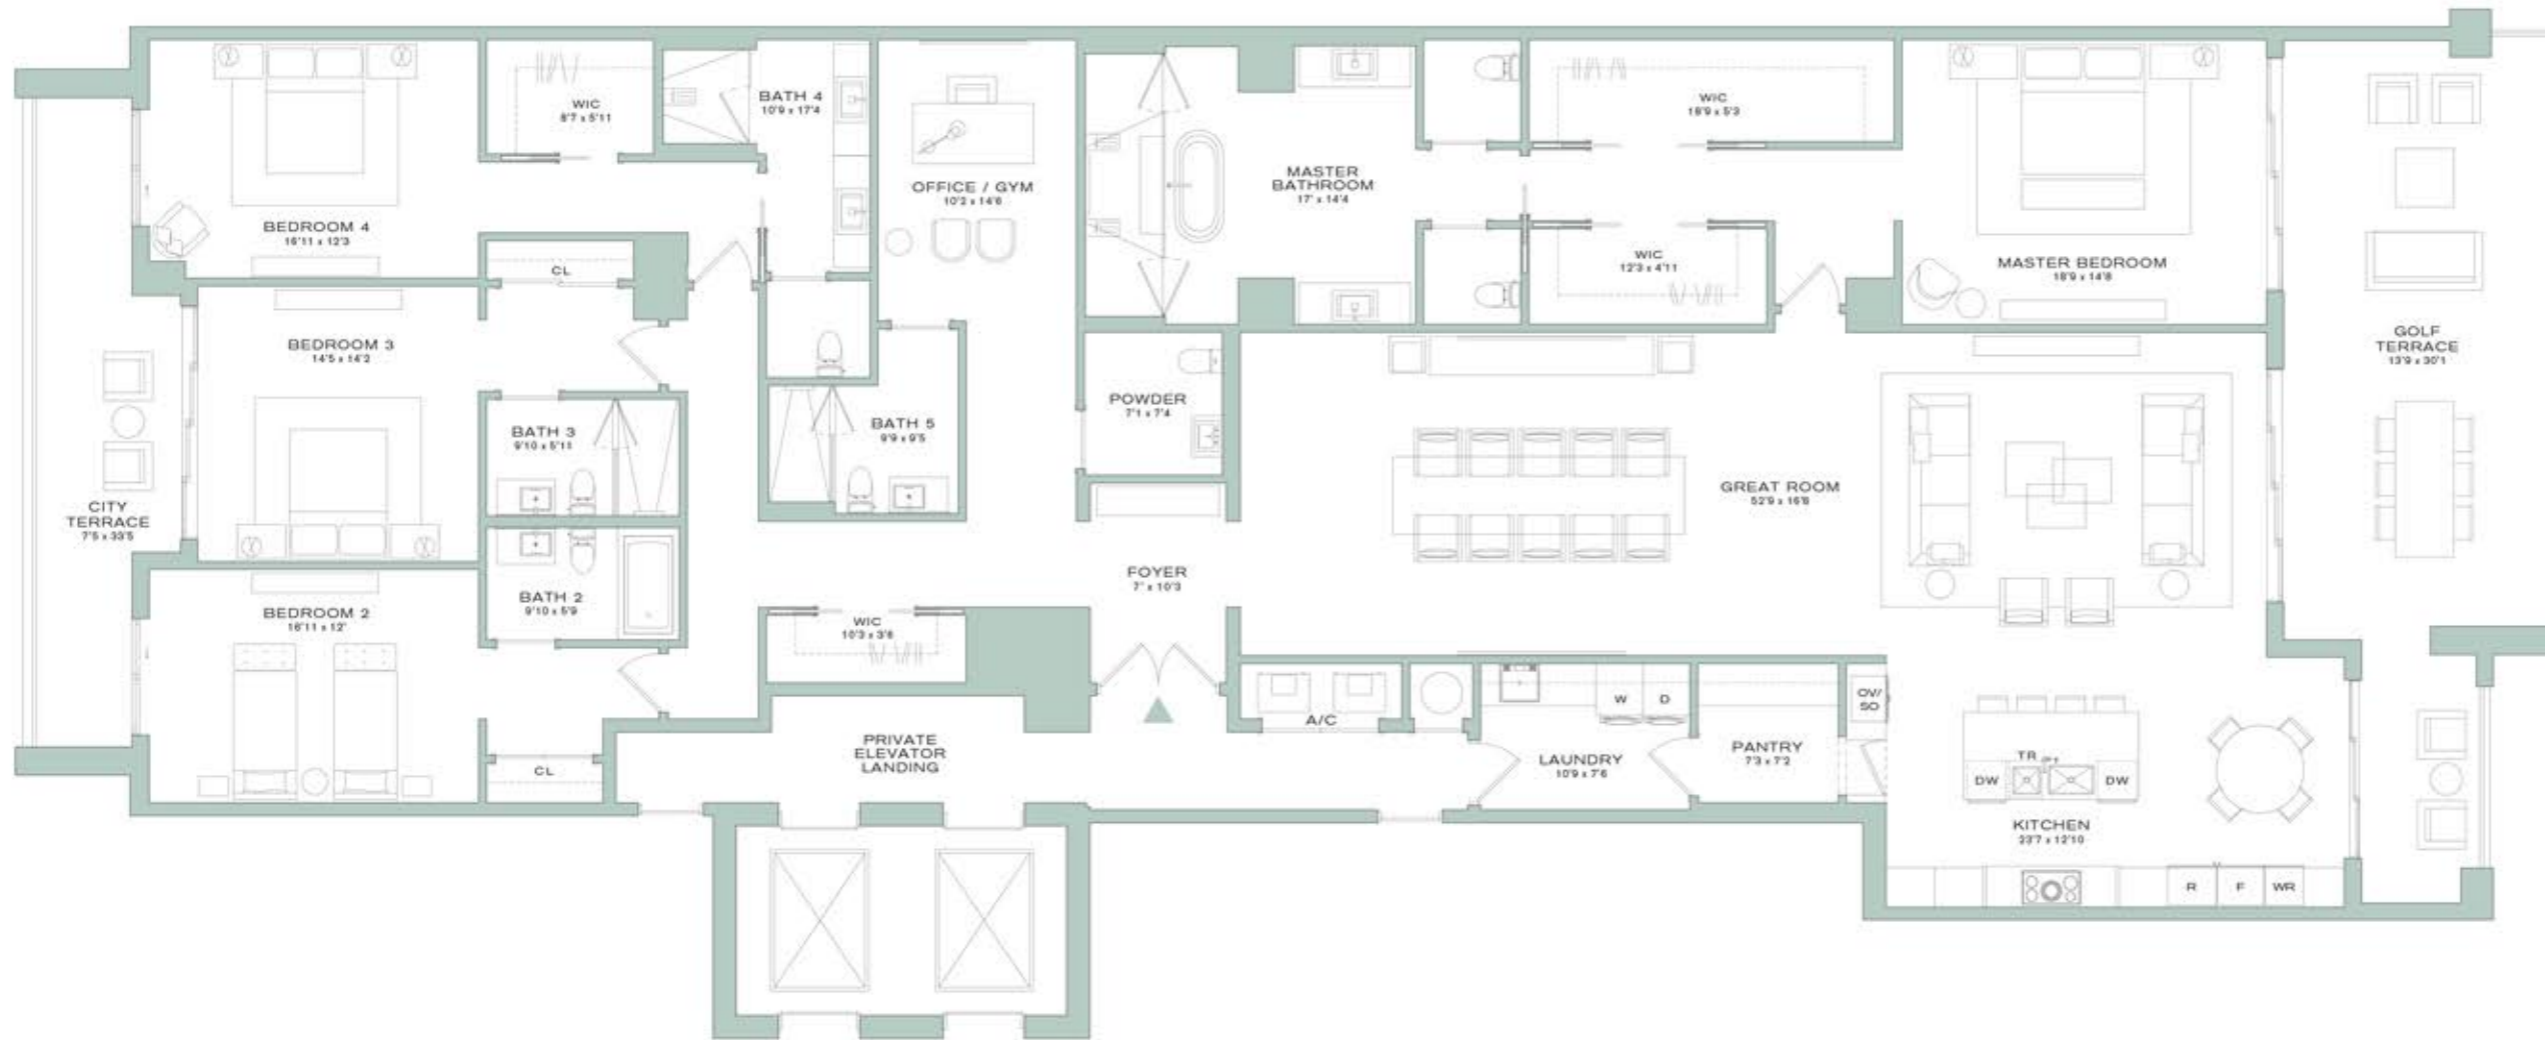 BEDROOM 4
16'11 x 12'3
WIC
8'7 x 5'11
BATH 4
10'9 x 17'4
OFFICE / GYM
10'2 x 14'6
MASTER
BATHROOM
17' x 14'4
WIC
18'9 x 5'3
WIC
12'3 x 4'11
MASTER BEDROOM
18'9 x 14'8
GOLF
TERRACE
13'9 x 30'1
CL
BEDROOM 3
14'5 x 14'2
BATH 3
9'10 x 5'11
BATH 5
9'9 x 9'5
POWDER
7'1 x 7'4
GREAT ROOM
52'9 x 16'8
CITY
TERRACE
7'5 x 33'5
BEDROOM 2
16'11 x 12'
BATH 2
9'10 x 5'9
WIC
10'3 x 3'6
FOYER
7' x 10'3
CL
PRIVATE
ELEVATOR
LANDING
A/C
W
D
LAUNDRY
10'9 x 7'6
PANTRY
7'3 x 7'2
OV/
SO
TR
DW
DW
KITCHEN
23'7 x 12'10
R
F
WR